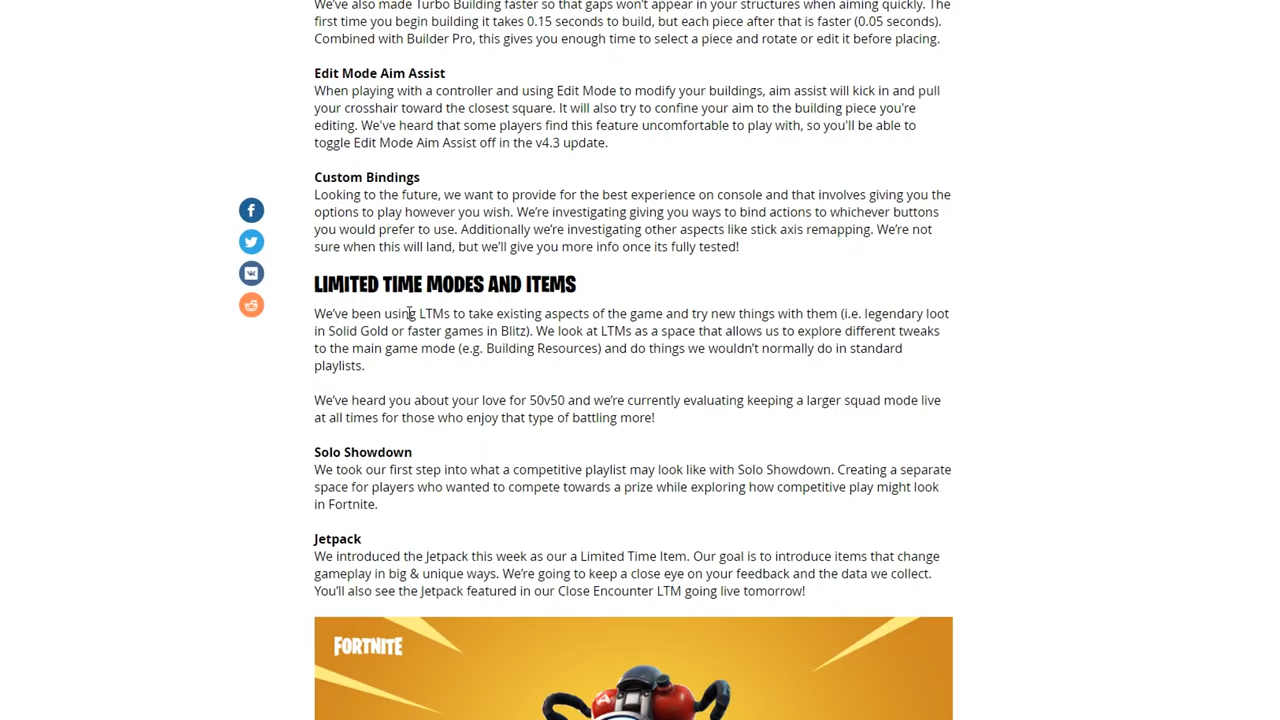 We've also made Turbo Building faster so that gaps won't appear in your structures when aiming quickly. The
first time you begin building it takes 0.15 seconds to build, but each piece after that is faster (0.05 seconds).
Combined with Builder Pro, this gives you enough time to select a piece and rotate or edit it before placing.
Edit Mode Aim Assist
When playing with a controller and using Edit Mode to modify your buildings, aim assist will kick in and pull
your crosshair toward the closest square. It will also try to confine your aim to the building piece you're
editing. We've heard that some players find this feature uncomfortable to play with, so you'll be able to
toggle Edit Mode Aim Assist off in the v4.3 update.
Custom Bindings
Looking to the future, we want to provide for the best experience on console and that involves giving you the
options to play however you wish. We're investigating giving you ways to bind actions to whichever buttons
you would prefer to use. Additionally we're investigating other aspects like stick axis remapping. We're not
sure when this will land, but we'll give you more info once its fully tested!
LIMITED TIME MODES AND ITEMS
We've been using LTMs to take existing aspects of the game and try new things with them (i.e. legendary loot
in Solid Gold or faster games in Blitz). We look at LTMs as a space that allows us to explore different tweaks
to the main game mode (e.g. Building Resources) and do things we wouldn't normally do in standard
playlists.
We've heard you about your love for 50v50 and we're currently evaluating keeping a larger squad mode live
at all times for those who enjoy that type of battling more!
Solo Showdown
We took our first step into what a competitive playlist may look like with Solo Showdown. Creating a separate
space for players who wanted to compete towards a prize while exploring how competitive play might look
in Fortnite.
Jetpack
We introduced the Jetpack this week as our a Limited Time Item. Our goal is to introduce items that change
gameplay in big & unique ways. We're going to keep a close eye on your feedback and the data we collect.
You'll also see the Jetpack featured in our Close Encounter LTM going live tomorrow!
FORTNITE